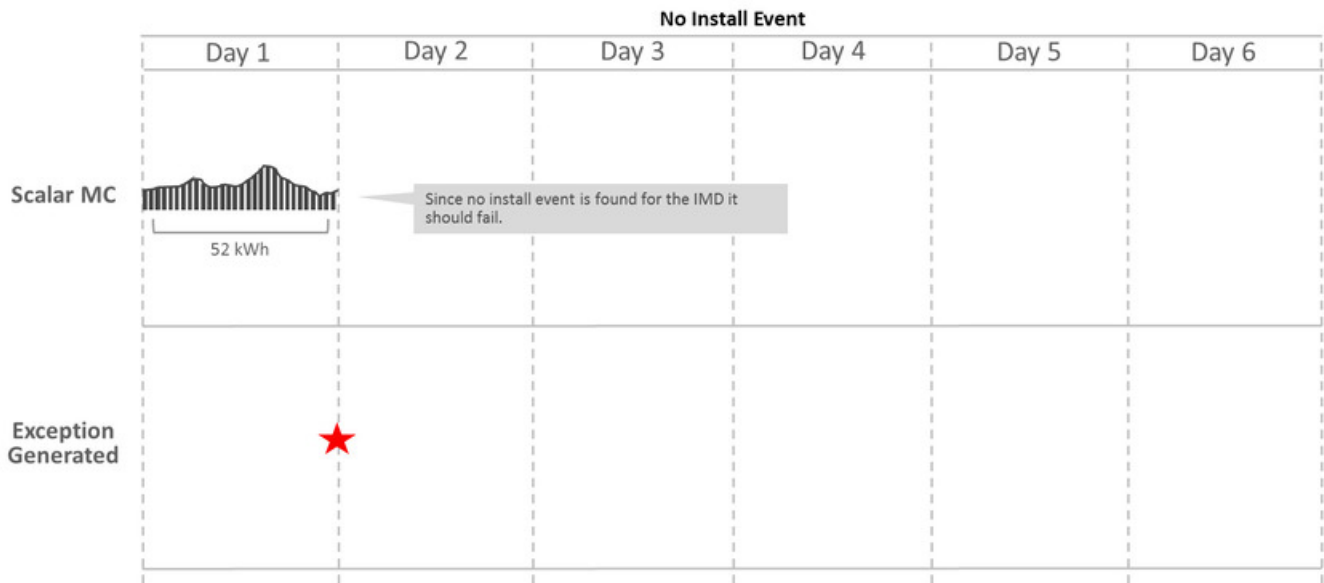 No Install Event
Day 1 Day 2 Day 3 Day 4 Day 5 Day 6
Scalar MC
Since no install event is found for the IMD it
should fail.
52 kWh
Exception
Generated